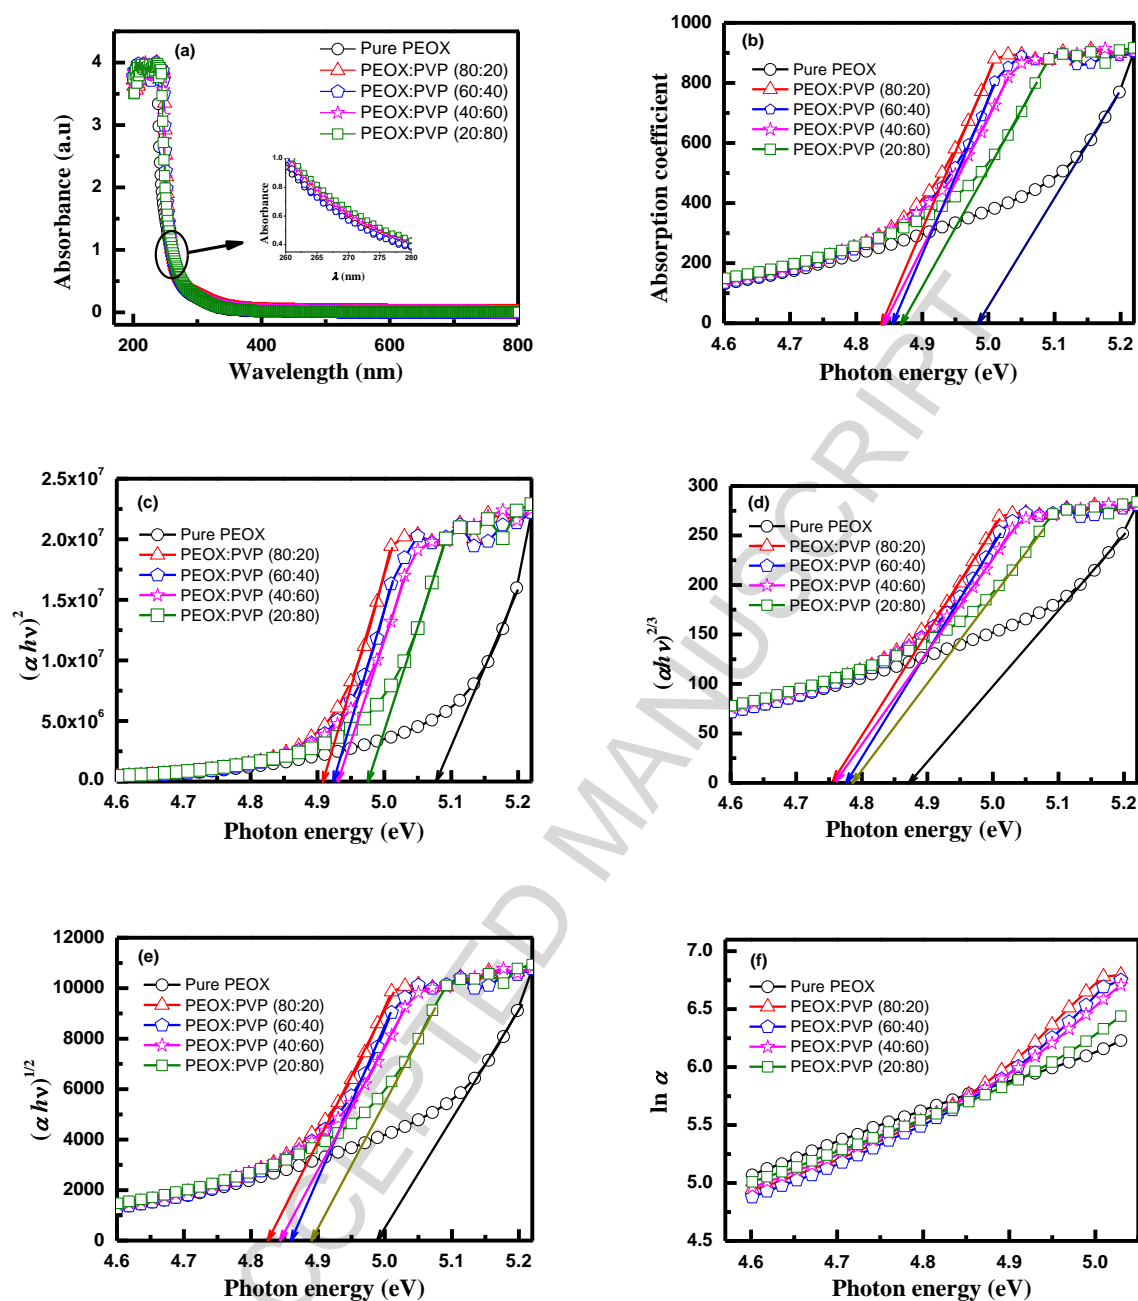 (a)
Pure PEOX
PEOX:PVP (80:20)
PEOX:PVP (60:40)
PEOX:PVP (40:60)
PEOX:PVP (20:80)
Absorbance (a.u)
4
3
2
1
0
200
400
600
800
Wavelength (nm)
Absorbance
1.0
0.8
0.6
0.4
260
265
270
275
280
λ (nm)
(b)
Pure PEOX
PEOX:PVP (80:20)
PEOX:PVP (60:40)
PEOX:PVP (40:60)
PEOX:PVP (20:80)
Absorption coefficient
1000
800
600
400
200
0
4.6
4.7
4.8
4.9
5.0
5.1
5.2
Photon energy (eV)
(c)
Pure PEOX
PEOX:PVP (80:20)
PEOX:PVP (60:40)
PEOX:PVP (40:60)
PEOX:PVP (20:80)
(α hν)²
2.5x10⁷
2.0x10⁷
1.5x10⁷
1.0x10⁷
5.0x10⁶
0.0
4.6
4.7
4.8
4.9
5.0
5.1
5.2
Photon energy (eV)
(d)
Pure PEOX
PEOX:PVP (80:20)
PEOX:PVP (60:40)
PEOX:PVP (40:60)
PEOX:PVP (20:80)
(αh ν)^2/3
300
250
200
150
100
50
0
4.6
4.7
4.8
4.9
5.0
5.1
5.2
Photon energy (eV)
(e)
Pure PEOX
PEOX:PVP (80:20)
PEOX:PVP (60:40)
PEOX:PVP (40:60)
PEOX:PVP (20:80)
(α hν)^1/2
12000
10000
8000
6000
4000
2000
0
4.6
4.7
4.8
4.9
5.0
5.1
5.2
Photon energy (eV)
(f)
Pure PEOX
PEOX:PVP (80:20)
PEOX:PVP (60:40)
PEOX:PVP (40:60)
PEOX:PVP (20:80)
ln α
7.0
6.5
6.0
5.5
5.0
4.5
4.6
4.7
4.8
4.9
5.0
Photon energy (eV)
CCEPTED MANUSCRIPT